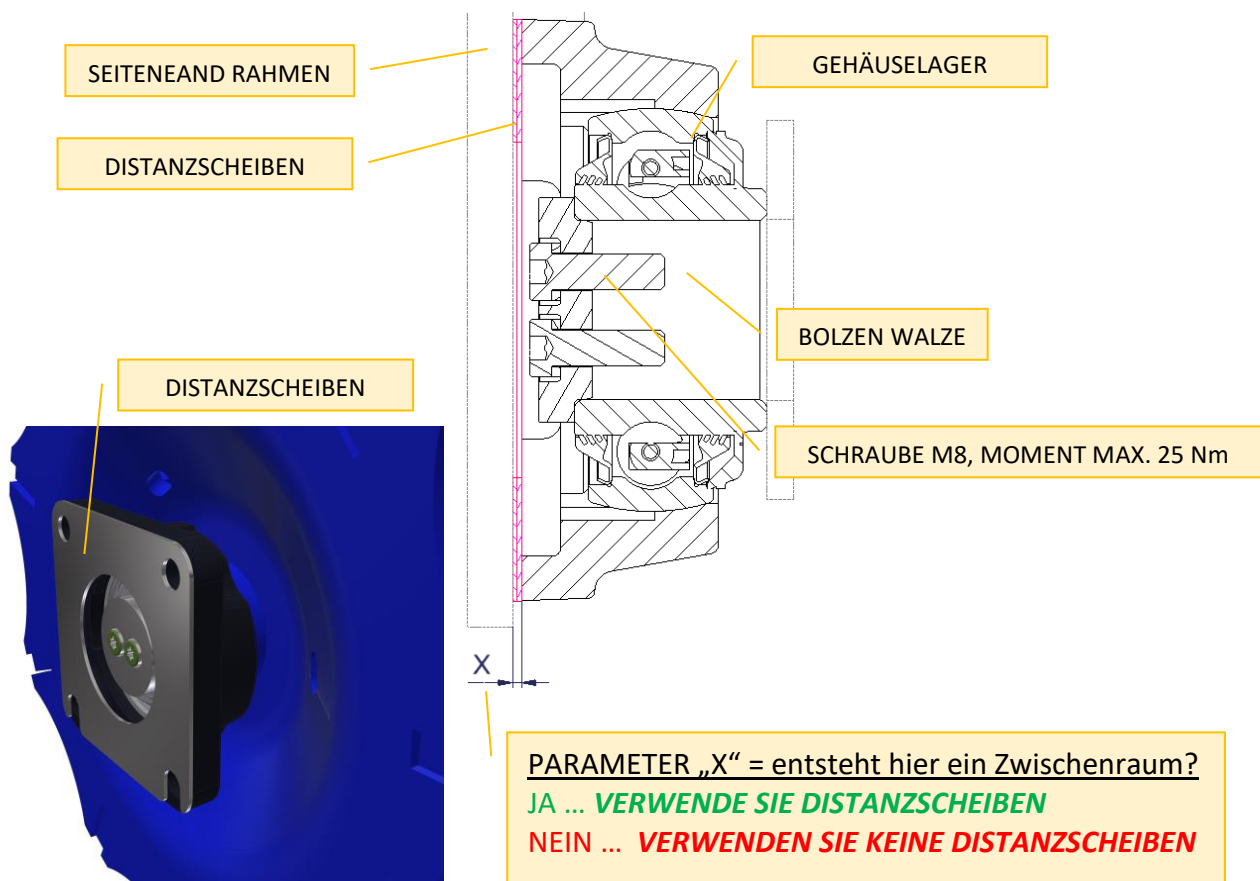 SEITENEAND RAHMEN
GEHÄUSELAGER
DISTANZSCHEIBEN
BOLZEN WALZE
DISTANZSCHEIBEN
SCHRAUBE M8, MOMENT MAX. 25 Nm
X
PARAMETER „X“ = entsteht hier ein Zwischenraum?
JA ... VERWENDE SIE DISTANZSCHEIBEN
NEIN ... VERWENDEN SIE KEINE DISTANZSCHEIBEN